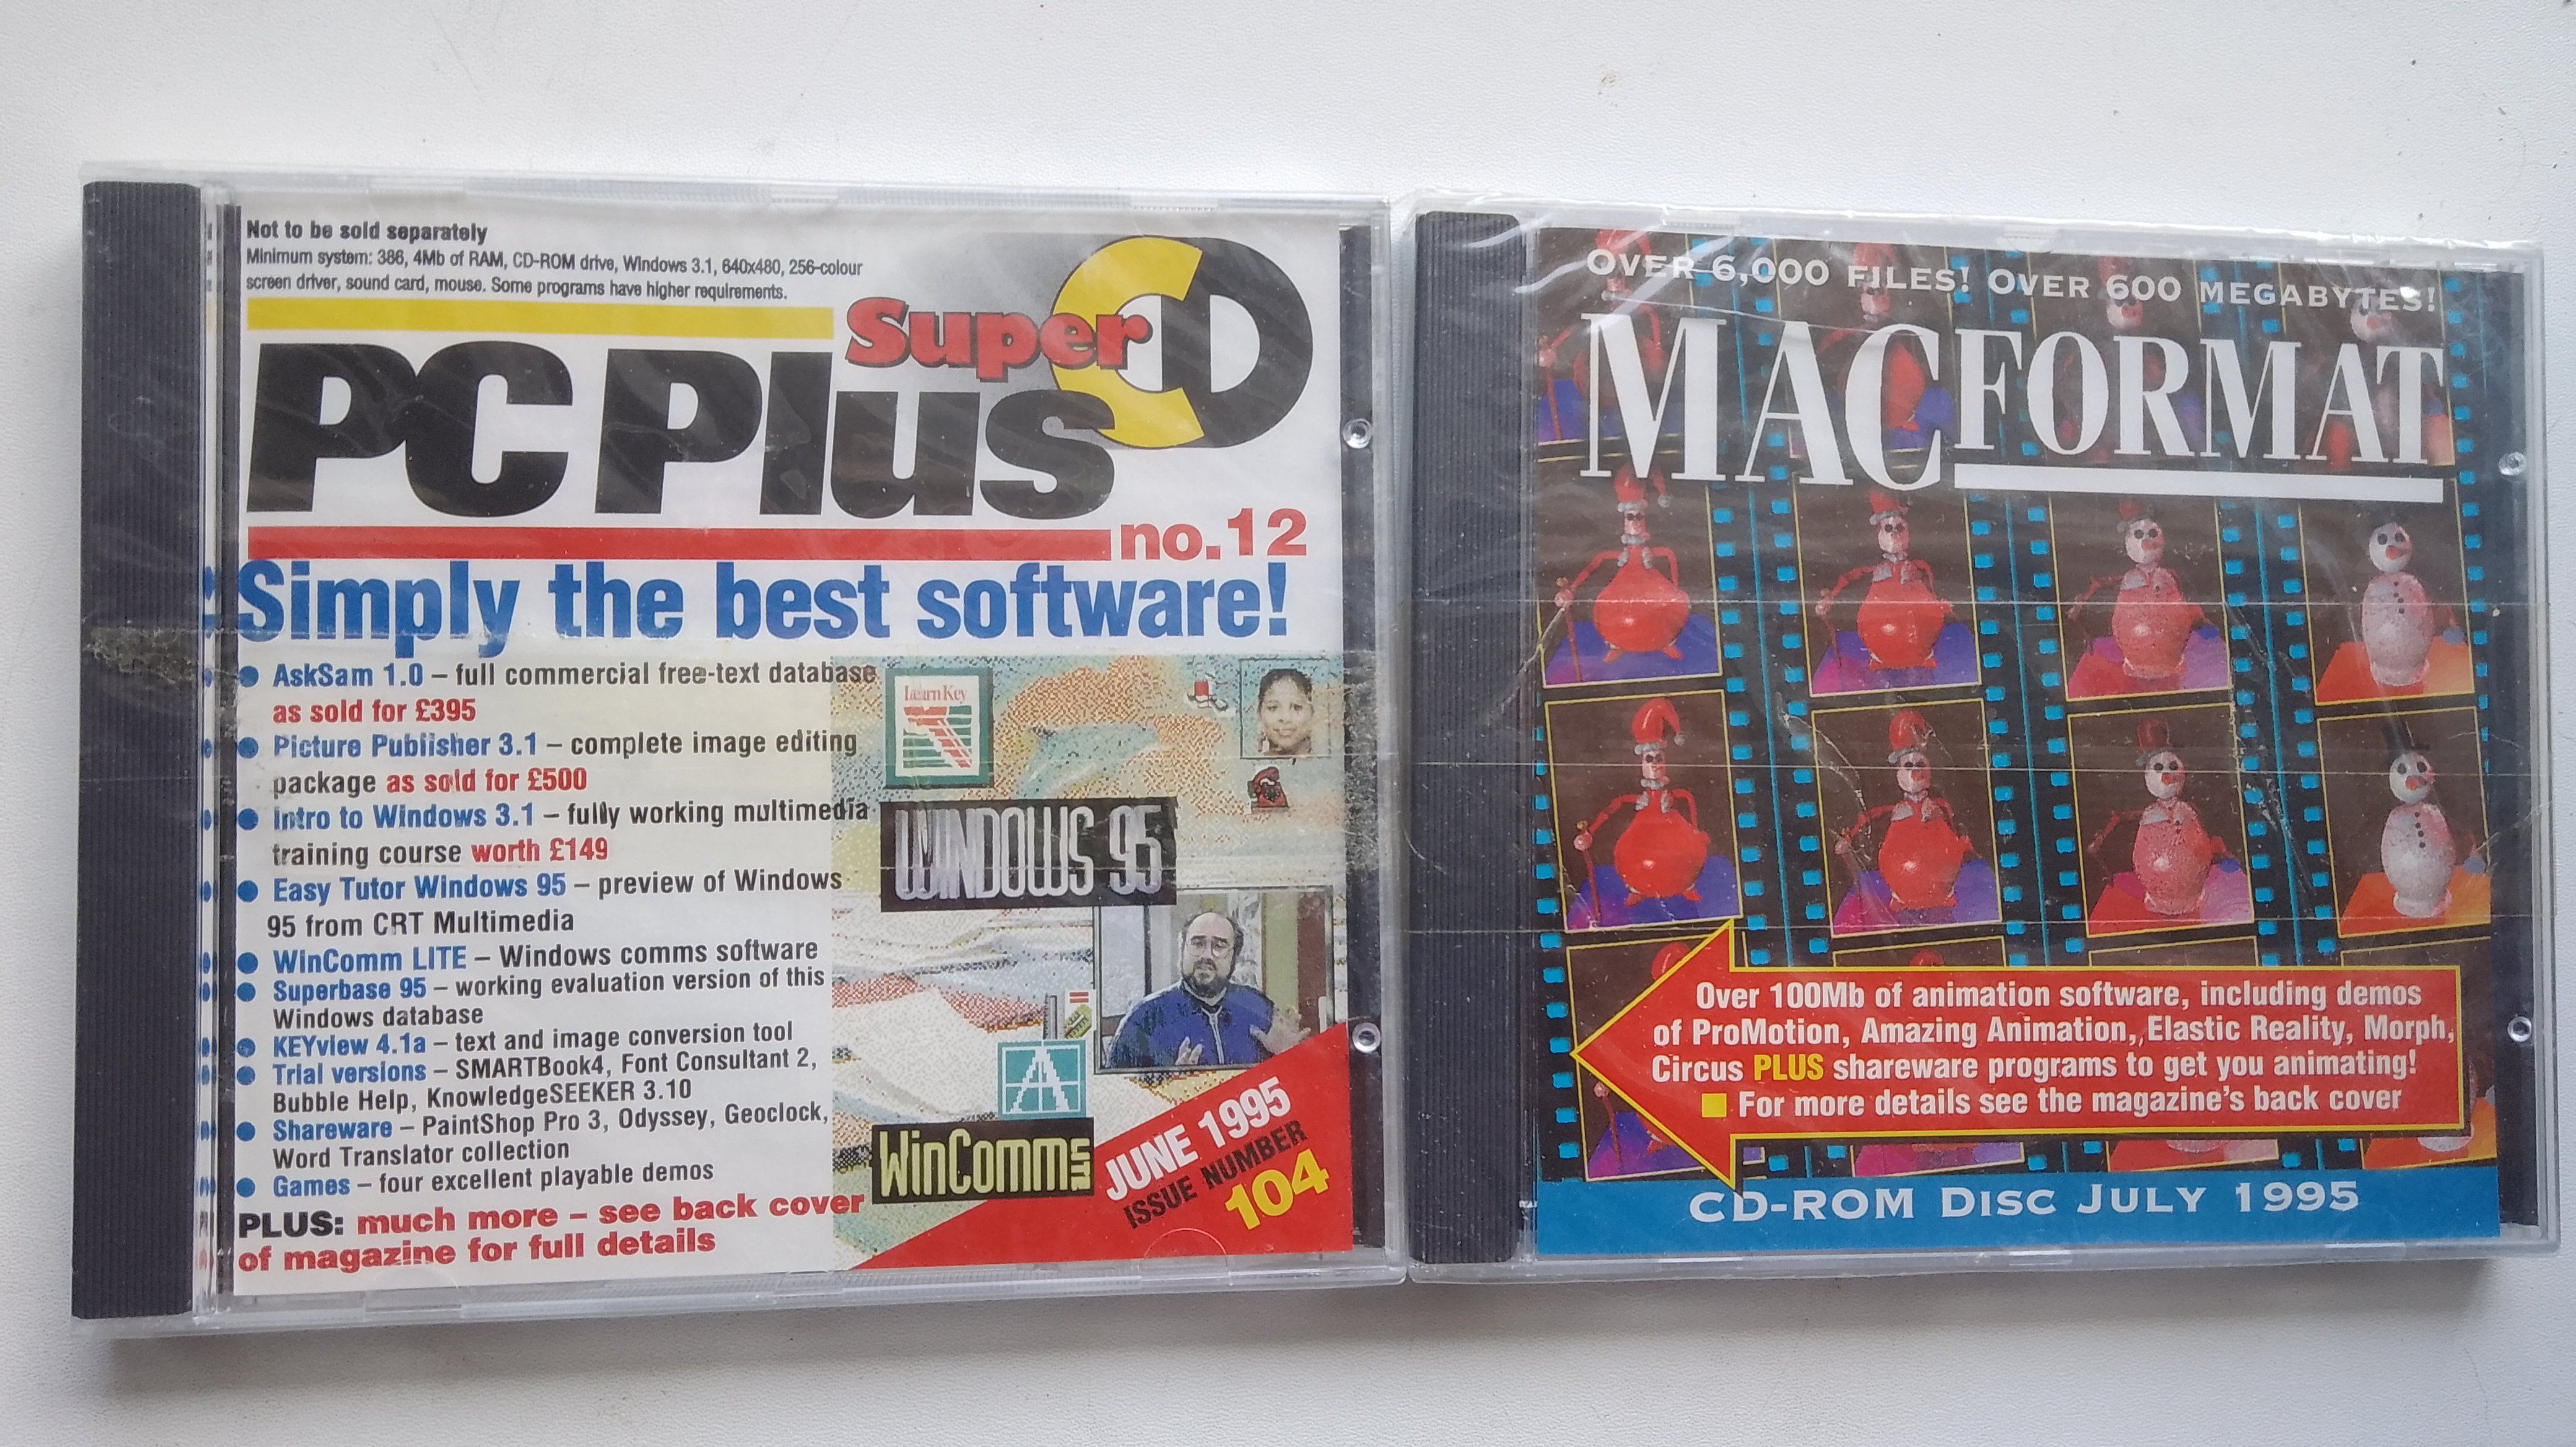 Not to be sold separately
Minimum system: 386, 4Mb of RAM, CD-ROM drive, Windows 3.1, 640x480, 256-colour
screen driver, sound card, mouse. Some programs have higher requirements.
Super CD
PC Plus
no.12
Simply the best software!
● AskSam 1.0 – full commercial free-text database
as sold for £395
● Picture Publisher 3.1 – complete image editing
package as sold for £500
● Intro to Windows 3.1 – fully working multimedia
training course worth £149
● Easy Tutor Windows 95 – preview of Windows
95 from CRT Multimedia
● WinComm LITE – Windows comms software
● Superbase 95 – working evaluation version of this
Windows database
● KEYview 4.1a – text and image conversion tool
● Trial versions – SMARTBook4, Font Consultant 2,
Bubble Help, KnowledgeSEEKER 3.10
● Shareware – PaintShop Pro 3, Odyssey, Geoclock,
Word Translator collection
● Games – four excellent playable demos
PLUS: much more – see back cover
of magazine for full details
LearnKey
WINDOWS 95
WinComm LITE
JUNE 1995
ISSUE NUMBER
104
OVER 6,000 FILES! OVER 600 MEGABYTES!
MACFORMAT
Over 100Mb of animation software, including demos
of ProMotion, Amazing Animation, Elastic Reality, Morph,
Circus PLUS shareware programs to get you animating!
■ For more details see the magazine's back cover
CD-ROM DISC JULY 1995